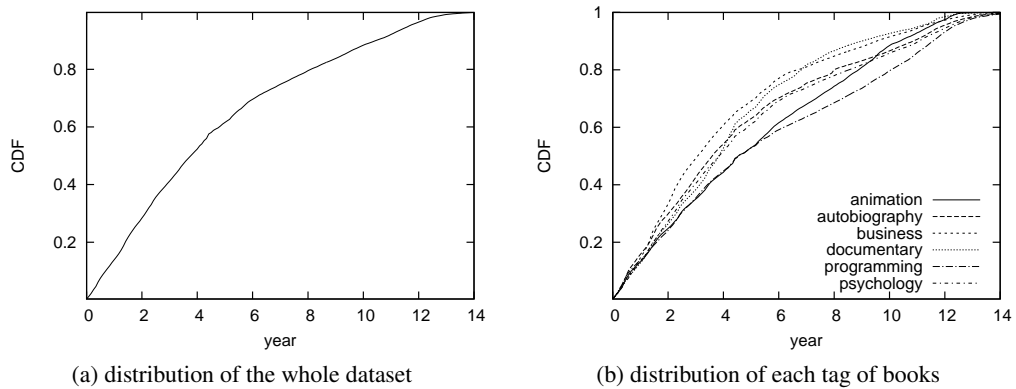 CDF
0.8
0.6
0.4
0.2
0 2 4 6 8 10 12 14
year
(a) distribution of the whole dataset
CDF
1
0.8
0.6
0.4
0.2
animation
autobiography
business
documentary
programming
psychology
0 2 4 6 8 10 12 14
year
(b) distribution of each tag of books